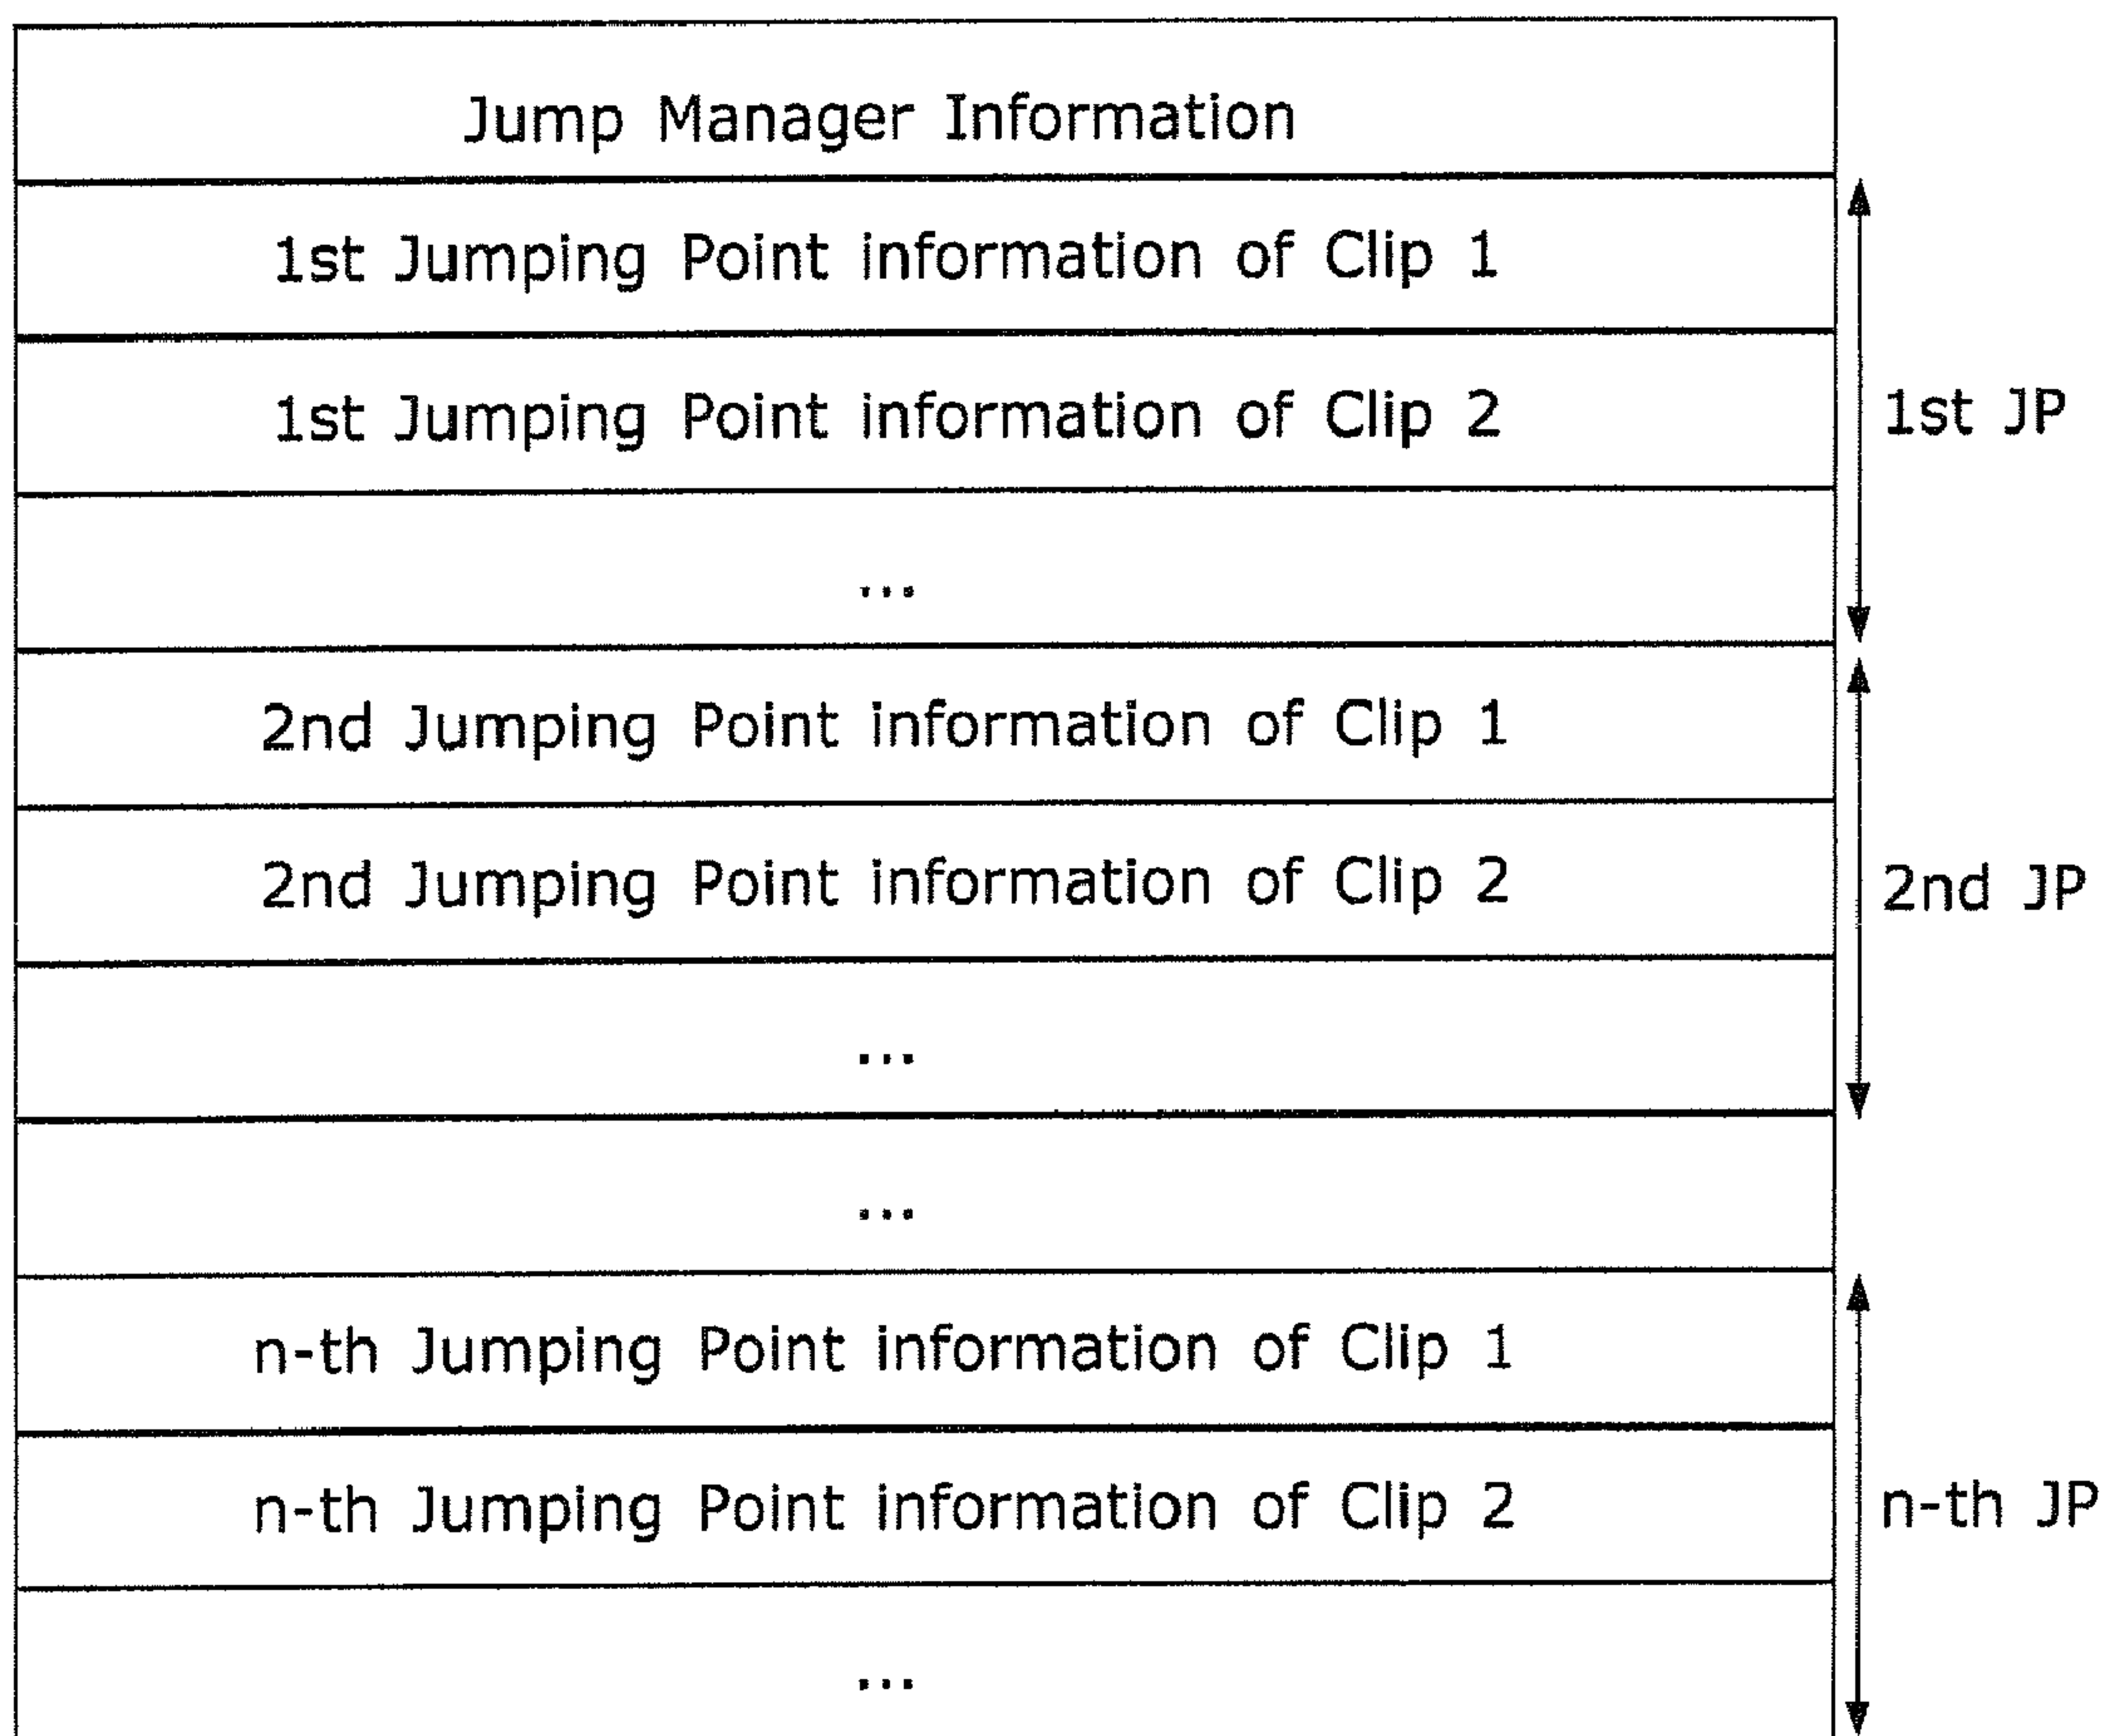 Jump Manager Information
1st Jumping Point information of Clip 1
1st Jumping Point information of Clip 2
1st JP
...
2nd Jumping Point information of Clip 1
2nd Jumping Point information of Clip 2
2nd JP
...
...
n-th Jumping Point information of Clip 1
n-th Jumping Point information of Clip 2
n-th JP
...